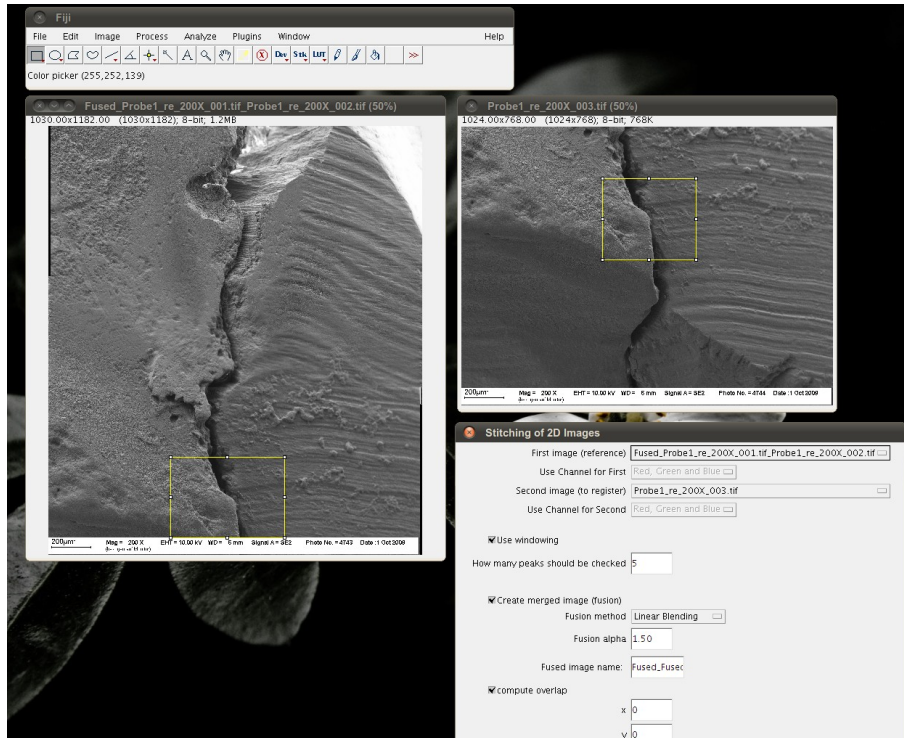 Fiji
File Edit Image Process Analyze Plugins Window Help
Dev Stk LUT >>
Color picker (255,252,139)
Fused_Probe1_re_200X_001.tif_Probe1_re_200X_002.tif (50%)
1030.00x1182.00 (1030x1182); 8-bit; 1.2MB
200µm Mag = 200 X EHT = 10.00 kV WD = 6 mm Signal A = SE2 Photo No. = 4743 Date :1 Oct 2009
Probe1_re_200X_003.tif (50%)
1024.00x768.00 (1024x768); 8-bit; 768K
200µm Mag = 200 X EHT = 10.00 kV WD = 6 mm Signal A = SE2 Photo No. = 4744 Date :1 Oct 2009
Stitching of 2D Images
First image (reference) Fused_Probe1_re_200X_001.tif_Probe1_re_200X_002.tif
Use Channel for First Red, Green and Blue
Second image (to register) Probe1_re_200X_003.tif
Use Channel for Second Red, Green and Blue
Use windowing
How many peaks should be checked 5
Create merged image (fusion)
Fusion method Linear Blending
Fusion alpha 1.50
Fused image name: Fused_Fused
compute overlap
x 0
y 0